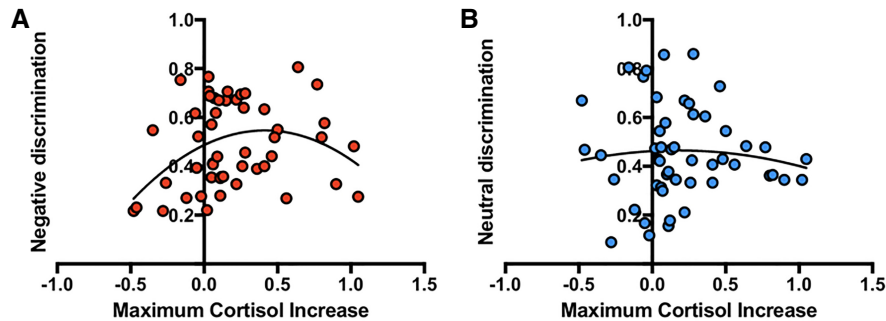 A
Negative discrimination
1.0
0.8
0.6
0.4
0.2
-1.0 -0.5 0.0 0.5 1.0 1.5
Maximum Cortisol Increase
B
Neutral discrimination
1.0
0.8
0.6
0.4
0.2
-1.0 -0.5 0.0 0.5 1.0 1.5
Maximum Cortisol Increase